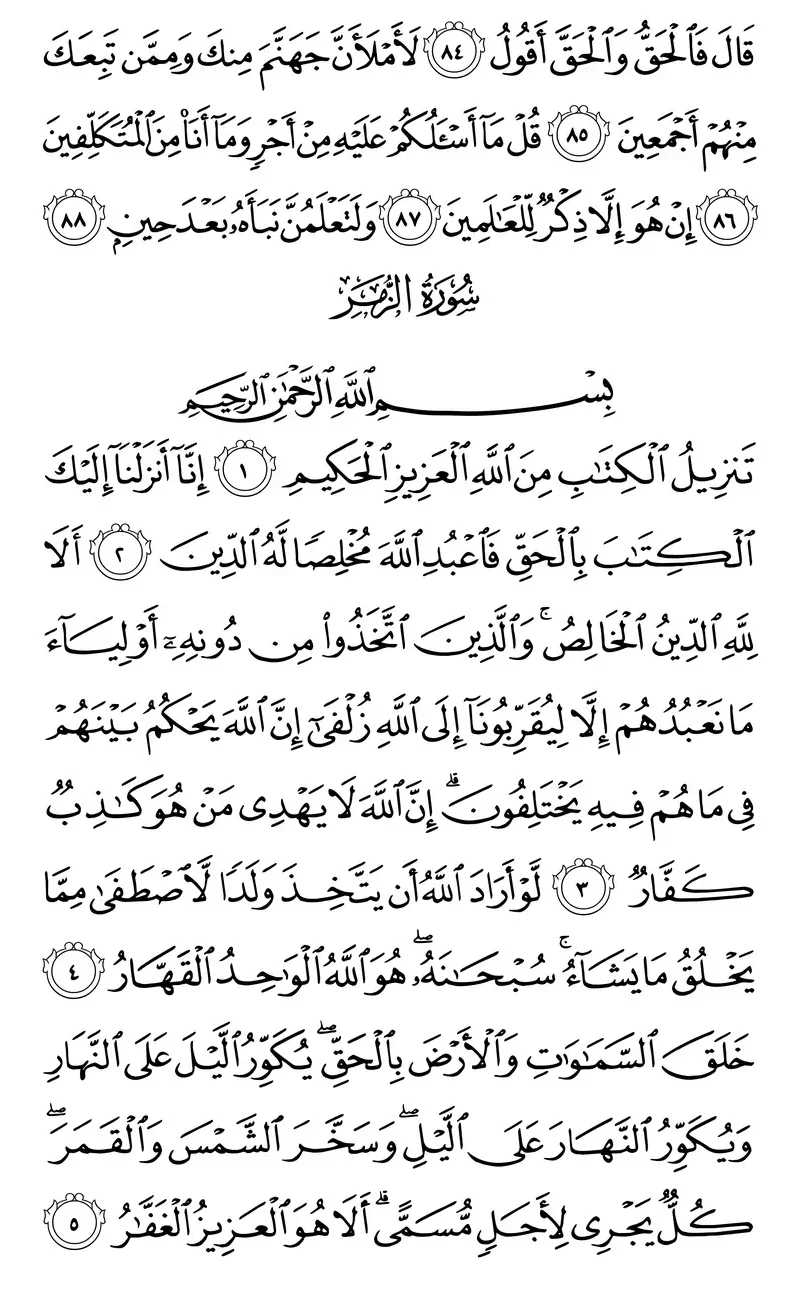 قَالَ فَٱلۡحَقُّ وَٱلۡحَقَّ أَقُولُ ٨٤ لَأَمۡلَأَنَّ جَهَنَّمَ مِنكَ وَمِمَّن تَبِعَكَ
مِنۡهُمۡ أَجۡمَعِينَ ٨٥ قُلۡ مَآ أَسۡـَٔلُكُمۡ عَلَيۡهِ مِنۡ أَجۡرٖ وَمَآ أَنَا۠ مِنَ ٱلۡمُتَكَلِّفِينَ
٨٦ إِنۡ هُوَ إِلَّا ذِكۡرٞ لِّلۡعَٰلَمِينَ ٨٧ وَلَتَعۡلَمُنَّ نَبَأَهُۥ بَعۡدَ حِينِۭ ٨٨
سُورَةُ الزُّمَرِ
بِسۡمِ ٱللَّهِ ٱلرَّحۡمَٰنِ ٱلرَّحِيمِ
تَنزِيلُ ٱلۡكِتَٰبِ مِنَ ٱللَّهِ ٱلۡعَزِيزِ ٱلۡحَكِيمِ ١ إِنَّآ أَنزَلۡنَآ إِلَيۡكَ
ٱلۡكِتَٰبَ بِٱلۡحَقِّ فَٱعۡبُدِ ٱللَّهَ مُخۡلِصٗا لَّهُ ٱلدِّينَ ٢ أَلَا
لِلَّهِ ٱلدِّينُ ٱلۡخَالِصُۚ وَٱلَّذِينَ ٱتَّخَذُواْ مِن دُونِهِۦٓ أَوۡلِيَآءَ
مَا نَعۡبُدُهُمۡ إِلَّا لِيُقَرِّبُونَآ إِلَى ٱللَّهِ زُلۡفَىٰٓ إِنَّ ٱللَّهَ يَحۡكُمُ بَيۡنَهُمۡ
فِي مَا هُمۡ فِيهِ يَخۡتَلِفُونَۗ إِنَّ ٱللَّهَ لَا يَهۡدِي مَنۡ هُوَ كَٰذِبٞ
كَفَّارٞ ٣ لَّوۡ أَرَادَ ٱللَّهُ أَن يَتَّخِذَ وَلَدٗا لَّٱصۡطَفَىٰ مِمَّا
يَخۡلُقُ مَا يَشَآءُۚ سُبۡحَٰنَهُۥۖ هُوَ ٱللَّهُ ٱلۡوَٰحِدُ ٱلۡقَهَّارُ ٤
خَلَقَ ٱلسَّمَٰوَٰتِ وَٱلۡأَرۡضَ بِٱلۡحَقِّۖ يُكَوِّرُ ٱلَّيۡلَ عَلَى ٱلنَّهَارِ
وَيُكَوِّرُ ٱلنَّهَارَ عَلَى ٱلَّيۡلِۖ وَسَخَّرَ ٱلشَّمۡسَ وَٱلۡقَمَرَۖ
كُلّٞ يَجۡرِي لِأَجَلٖ مُّسَمًّىۗ أَلَا هُوَ ٱلۡعَزِيزُ ٱلۡغَفَّٰرُ ٥